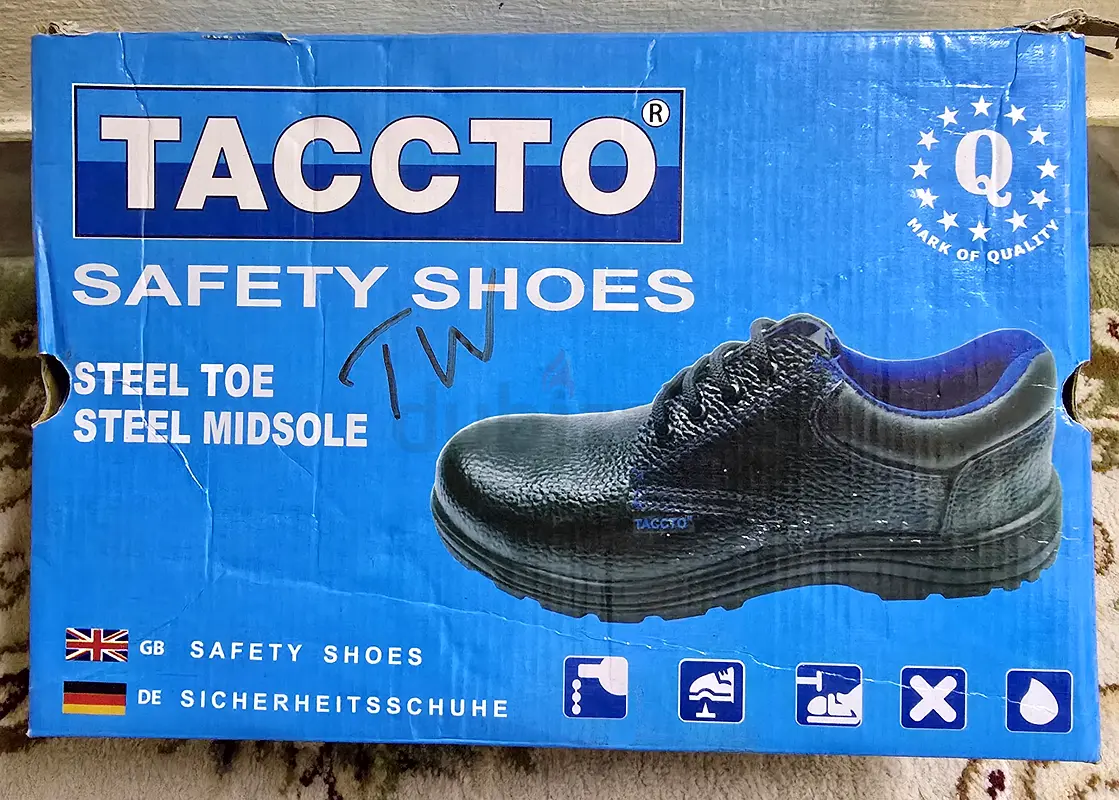 TACCTO®
Q
MARK OF QUALITY
SAFETY SHOES
TW
STEEL TOE
STEEL MIDSOLE
TACCTO
GB SAFETY SHOES
DE SICHERHEITSSCHUHE